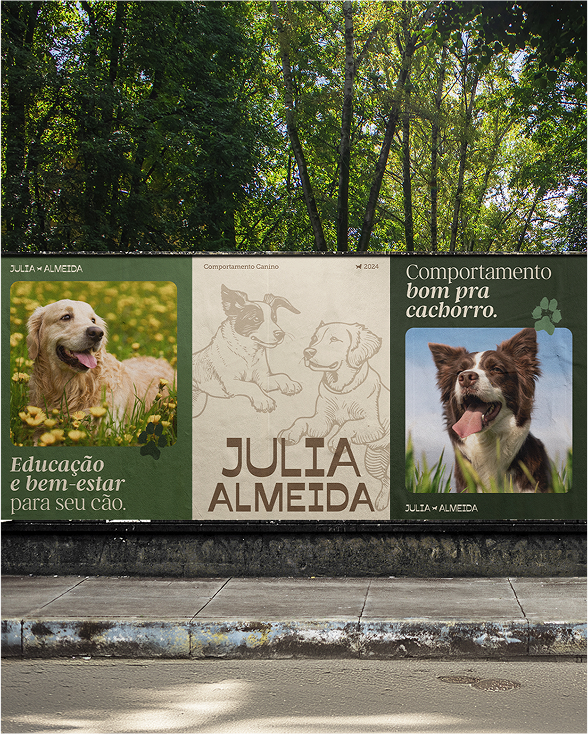 JULIA ALMEIDA
Educação
e bem-estar
para seu cão.
Comportamento Canino
2024
JULIA
ALMEIDA
Comportamento
bom pra
cachorro.
JULIA ALMEIDA